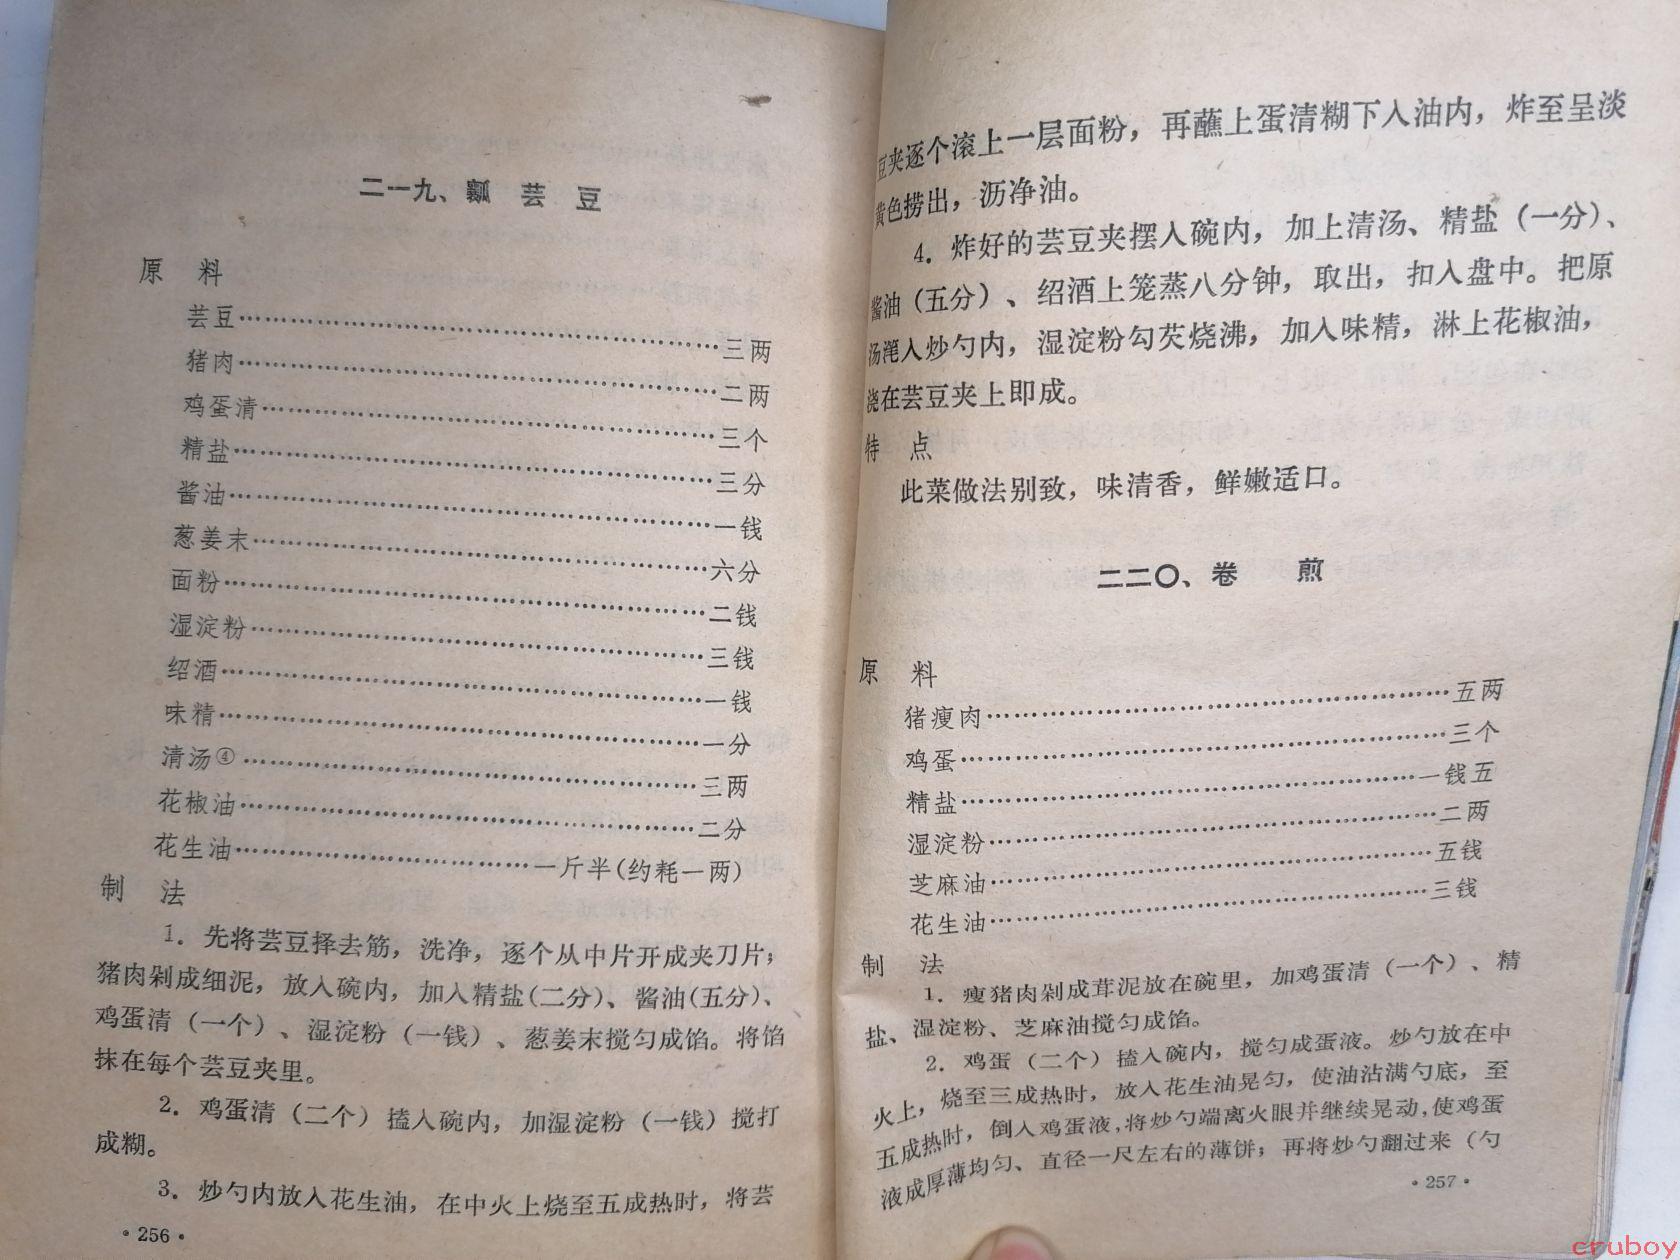 二一九、瓤 芸 豆
原 料
芸豆……三两
猪肉……二两
鸡蛋清……三个
精盐……三分
酱油……一钱
葱姜末……六分
面粉……二钱
湿淀粉……三钱
绍酒……一钱
味精……一分
清汤④……三两
花椒油……二分
花生油……一斤半(约耗一两)
制 法
1．先将芸豆择去筋，洗净，逐个从中片开成夹刀片；
猪肉剁成细泥，放入碗内，加入精盐(二分)、酱油(五分)、
鸡蛋清（一个）、湿淀粉（一钱）、葱姜末搅匀成馅。将馅
抹在每个芸豆夹里。
2．鸡蛋清（二个）搕入碗内，加湿淀粉（一钱）搅打
成糊。
3．炒勺内放入花生油，在中火上烧至五成热时，将芸
·256·
豆夹逐个滚上一层面粉，再蘸上蛋清糊下入油内，炸至呈淡
黄色捞出，沥净油。
4．炸好的芸豆夹摆入碗内，加上清汤、精盐（一分）、
酱油（五分）、绍酒上笼蒸八分钟，取出，扣入盘中。把原
汤滗入炒勺内，湿淀粉勾芡烧沸，加入味精，淋上花椒油，
浇在芸豆夹上即成。
特 点
此菜做法别致，味清香，鲜嫩适口。
二二〇、卷 煎
原 料
猪瘦肉……五两
鸡蛋……三个
精盐……一钱五
湿淀粉……二两
芝麻油……五钱
花生油……三钱
制 法
1．瘦猪肉剁成茸泥放在碗里，加鸡蛋清（一个）、精
盐、湿淀粉、芝麻油搅匀成馅。
2．鸡蛋（二个）搕入碗内，搅匀成蛋液。炒勺放在中
火上，烧至三成热时，放入花生油晃匀，使油沾满勺底，至
五成热时，倒入鸡蛋液，将炒勺端离火眼并继续晃动，使鸡蛋
液成厚薄均匀、直径一尺左右的薄饼；再将炒勺翻过来（勺
·257·
cruboy